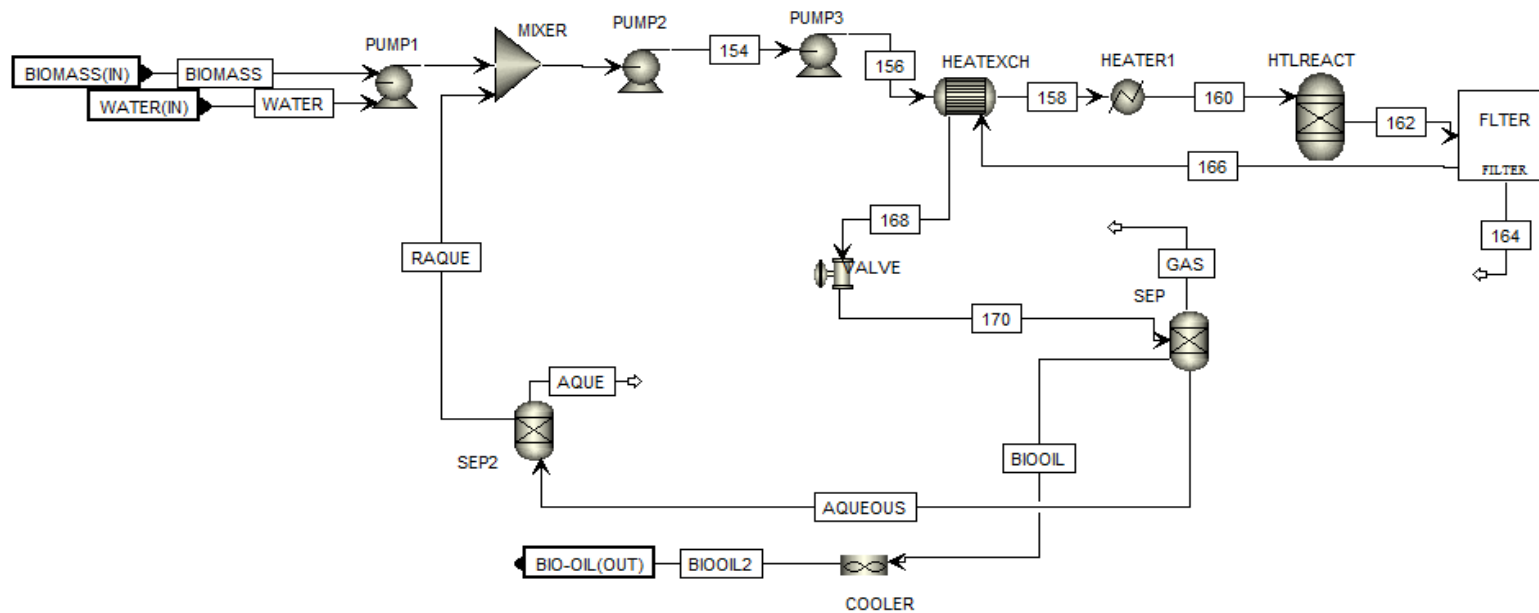 PUMP1
MIXER
PUMP2
PUMP3
BIOMASS(IN)
BIOMASS
WATER(IN)
WATER
154
156
HEATEXCH
158
HEATER1
160
HTLREACT
162
FLTER
FILTER
166
164
168
VALVE
RAQUE
GAS
SEP
170
AQUE
SEP2
BIOOIL
AQUEOUS
BIO-OIL(OUT)
BIOOIL2
COOLER